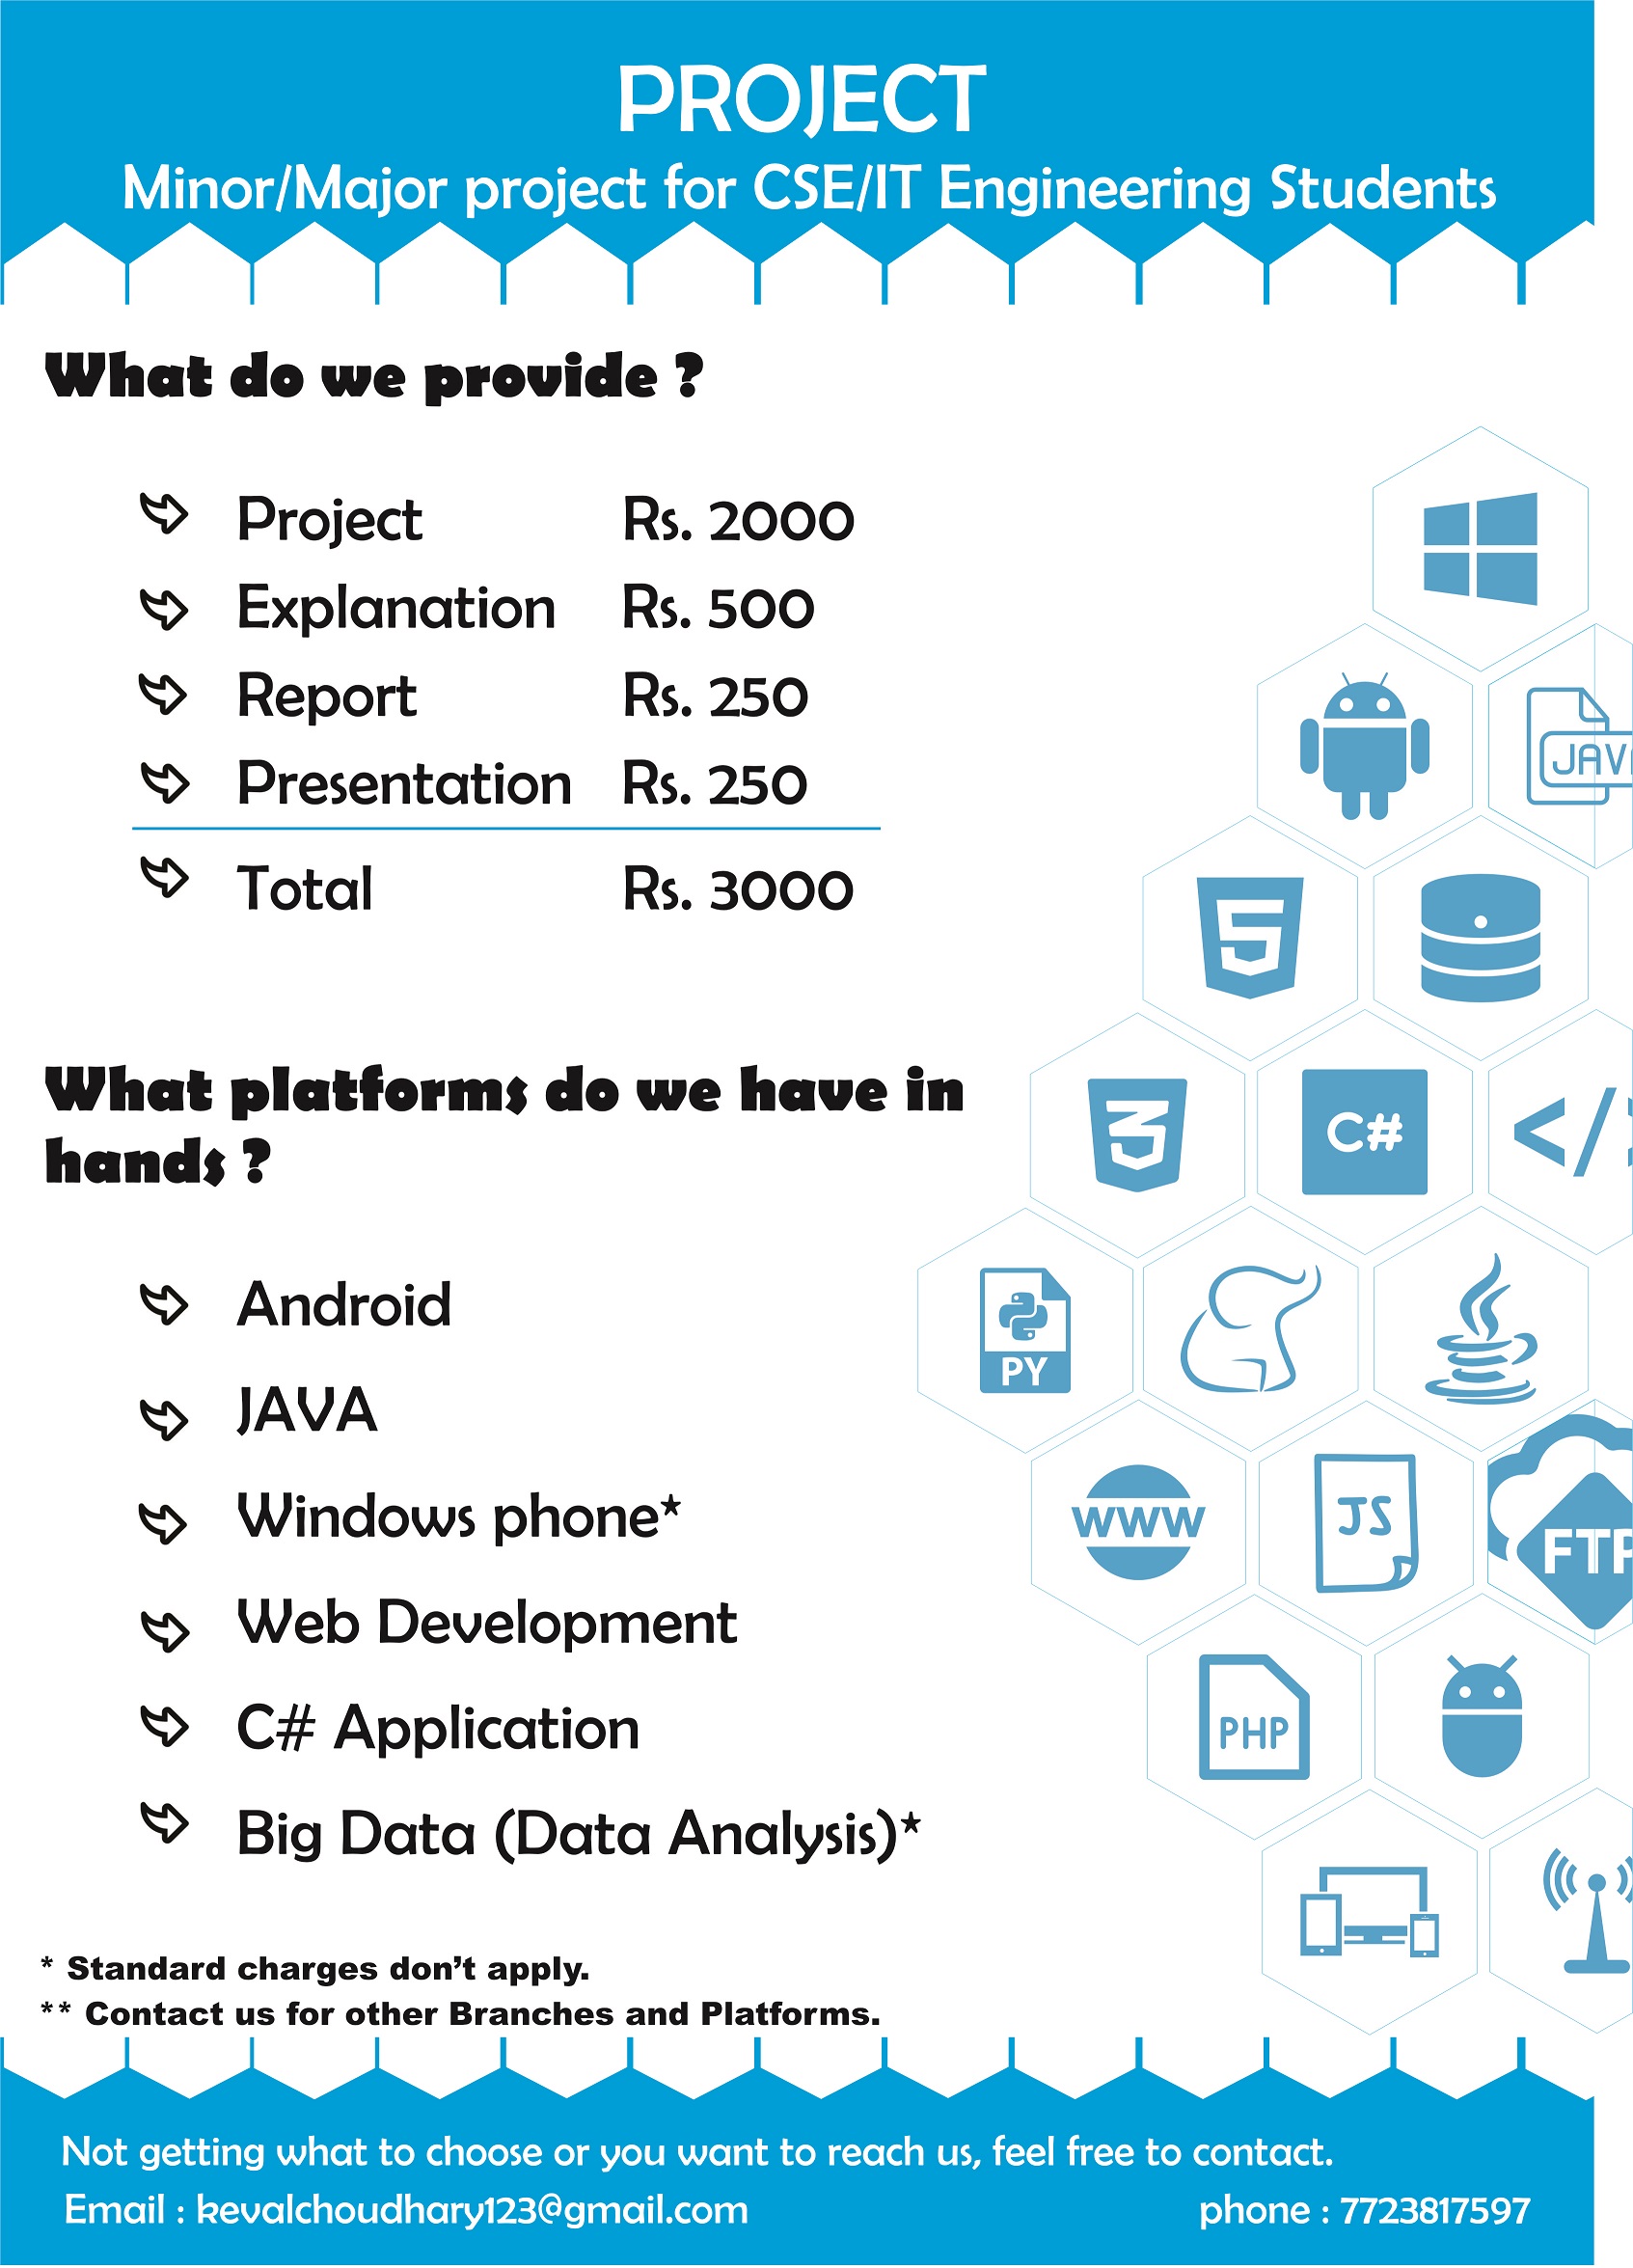 PROJECT
Minor/Major project for CSE/IT Engineering Students
What do we provide ?
Project Rs. 2000
Explanation Rs. 500
Report Rs. 250
Presentation Rs. 250
Total Rs. 3000
What platforms do we have in
hands ?
Android
JAVA
Windows phone*
Web Development
C# Application
Big Data (Data Analysis)*
* Standard charges don’t apply.
** Contact us for other Branches and Platforms.
JAV
5
3
C#
</
PY
WWW
JS
FTP
PHP
Not getting what to choose or you want to reach us, feel free to contact.
Email : kevalchoudhary123@gmail.com phone : 7723817597